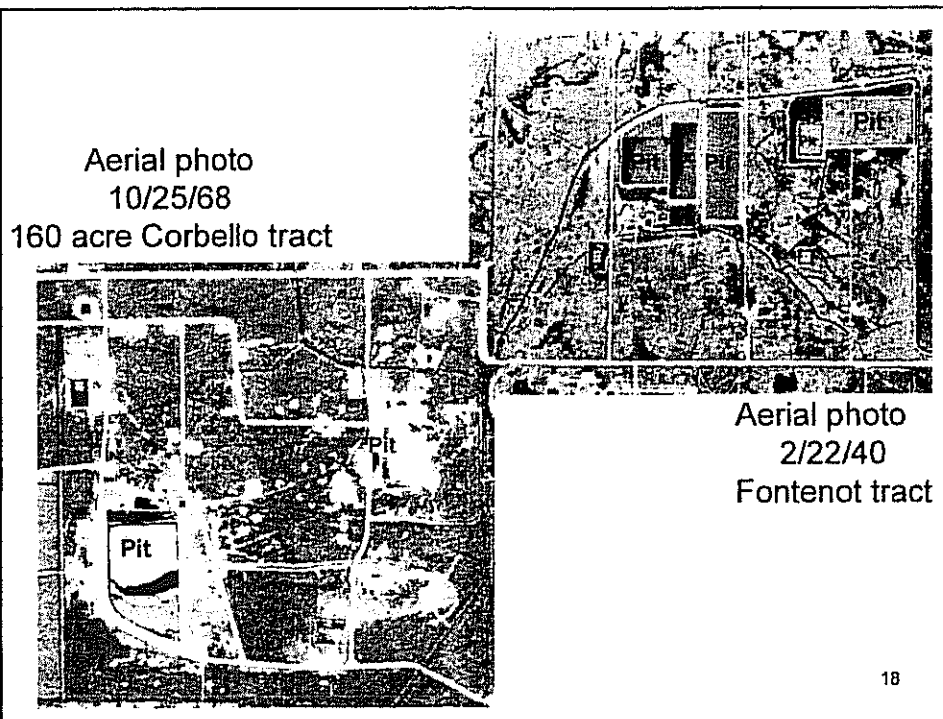 Aerial photo
10/25/68
160 acre Corbello tract
Pit
Pit
Pit
Pit
Pit
Aerial photo
2/22/40
Fontenot tract
18